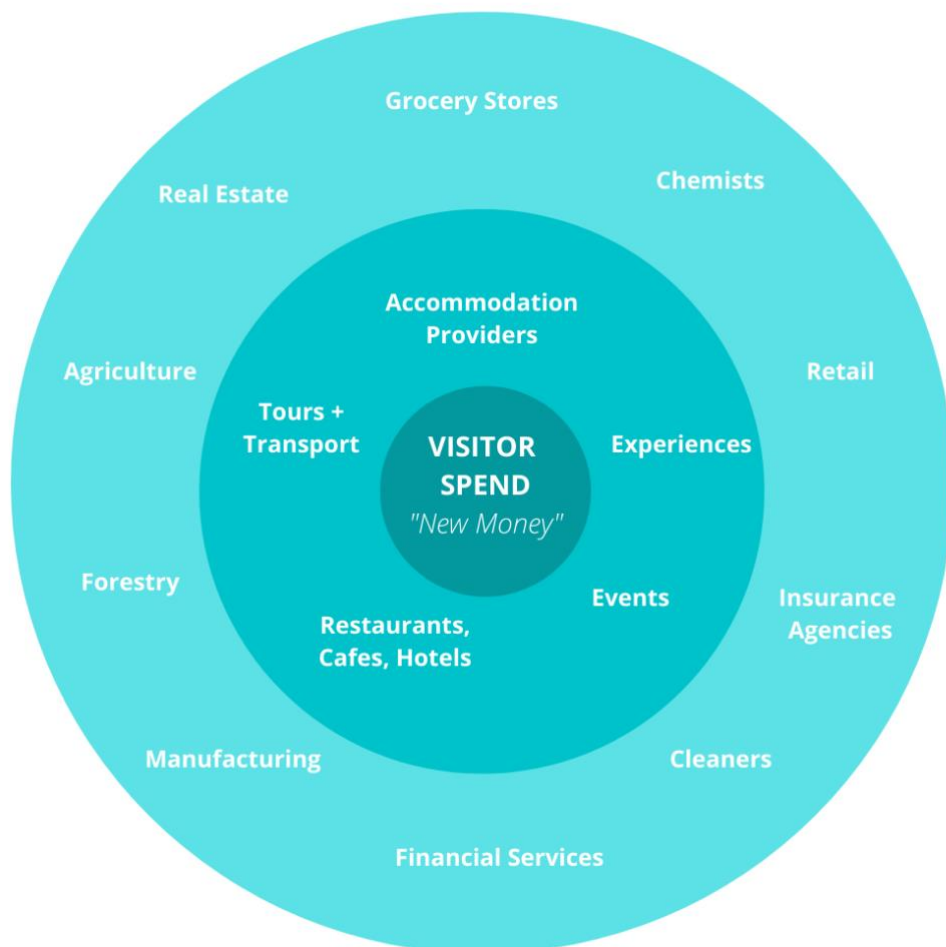 Grocery Stores
Real Estate
Chemists
Accommodation
Providers
Agriculture
Retail
Tours +
Transport
VISITOR
SPEND
"New Money"
Experiences
Forestry
Restaurants,
Cafes, Hotels
Events
Insurance
Agencies
Manufacturing
Cleaners
Financial Services